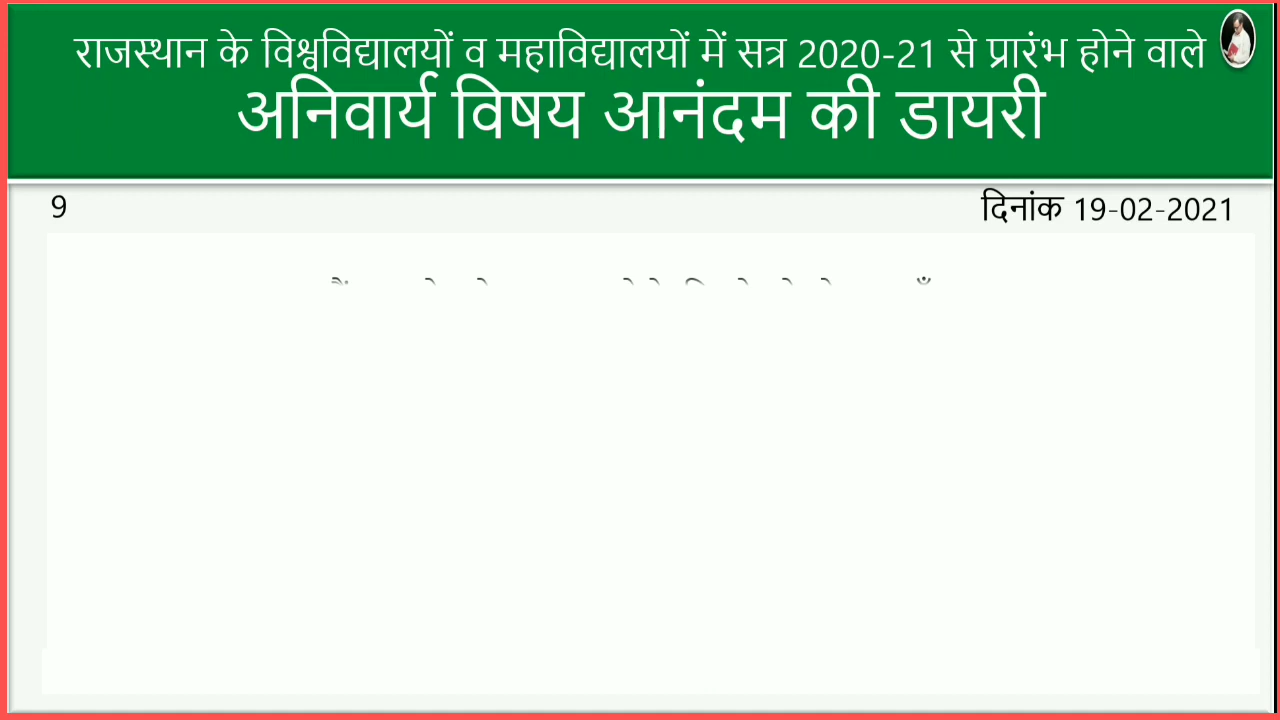 राजस्थान के विश्वविद्यालयों व महाविद्यालयों में सत्र 2020-21 से प्रारंभ होने वाले
अनिवार्य विषय आनंदम की डायरी
9
दिनांक 19-02-2021